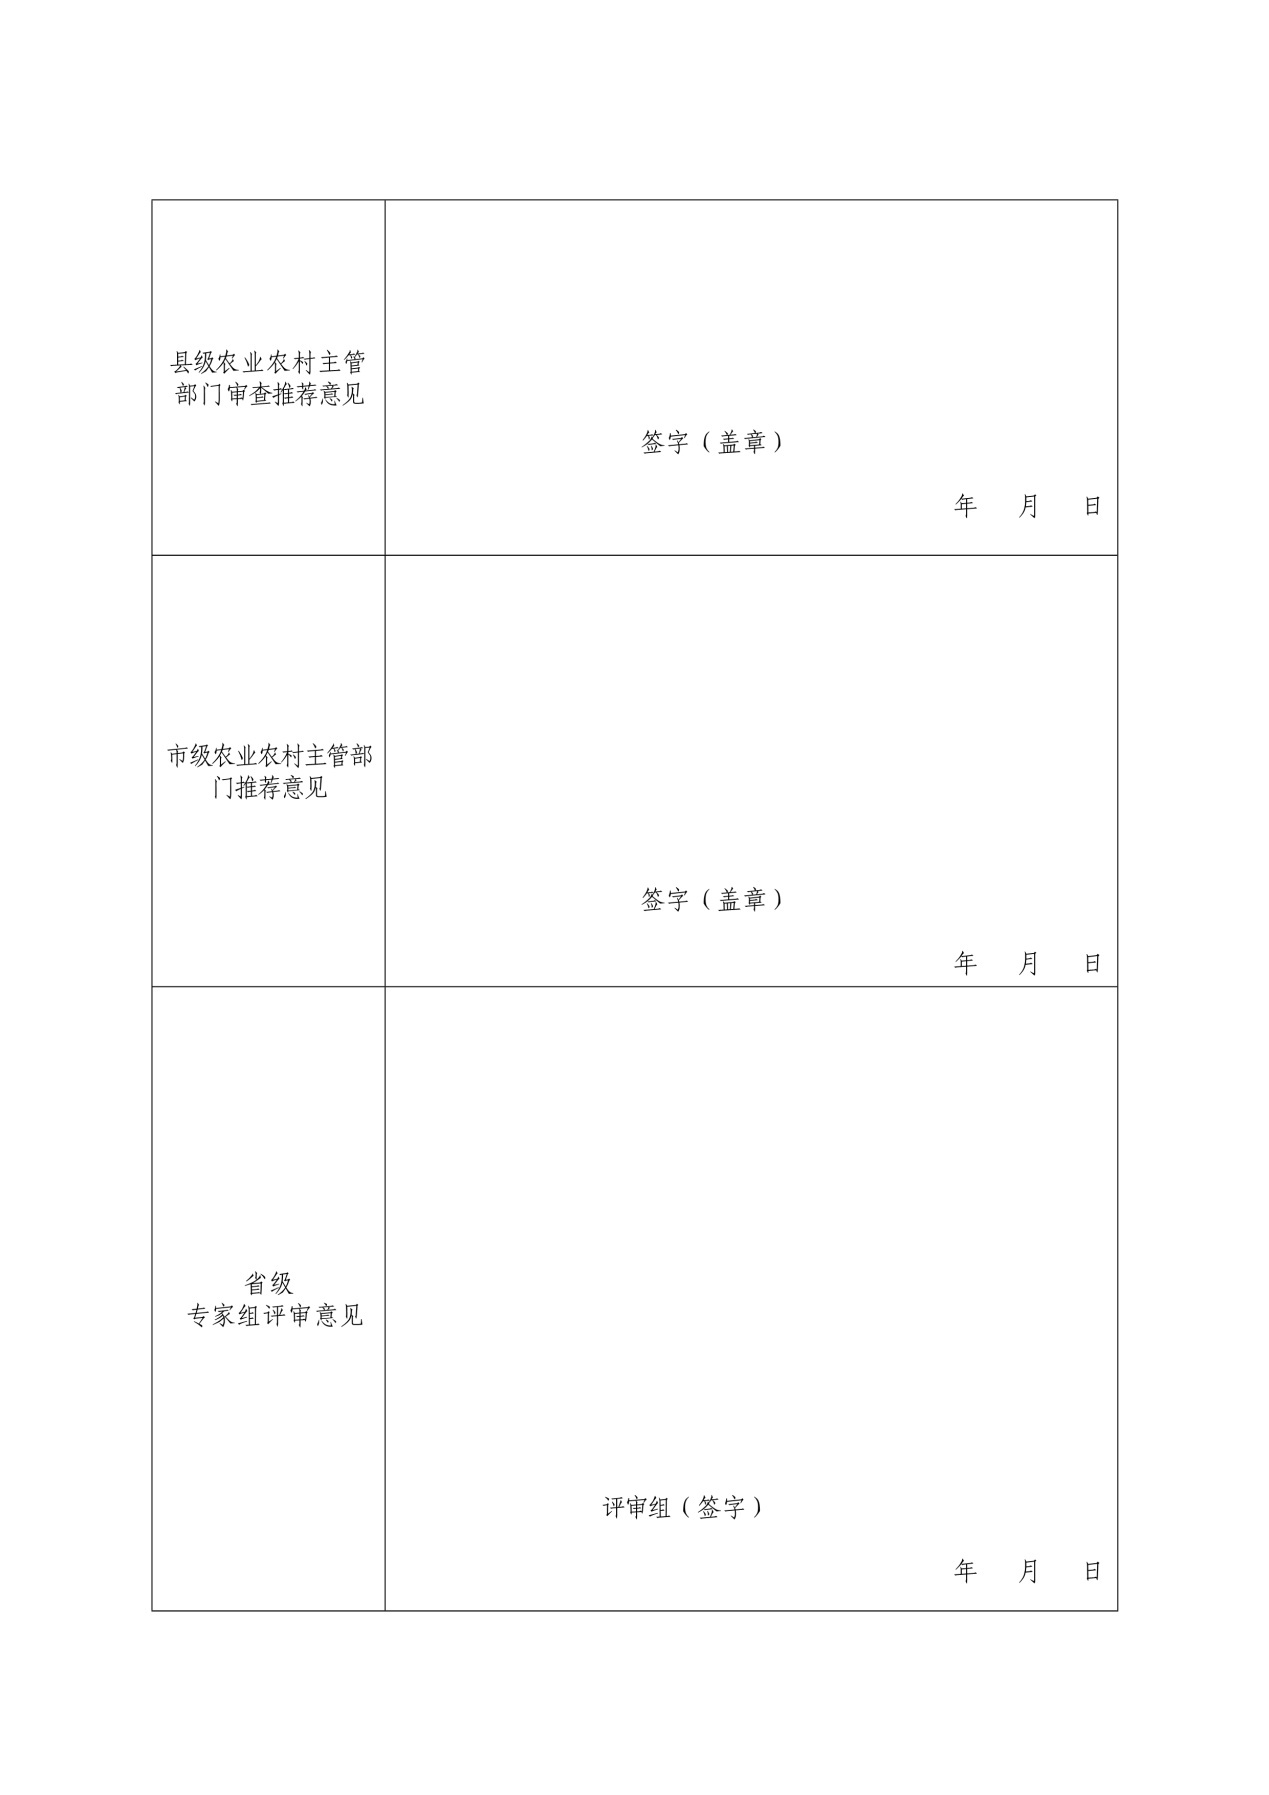 县级农业农村主管
部门审查推荐意见
签字（盖章）
年 月 日
市级农业农村主管部
门推荐意见
签字（盖章）
年 月 日
省级
专家组评审意见
评审组（签字）
年 月 日